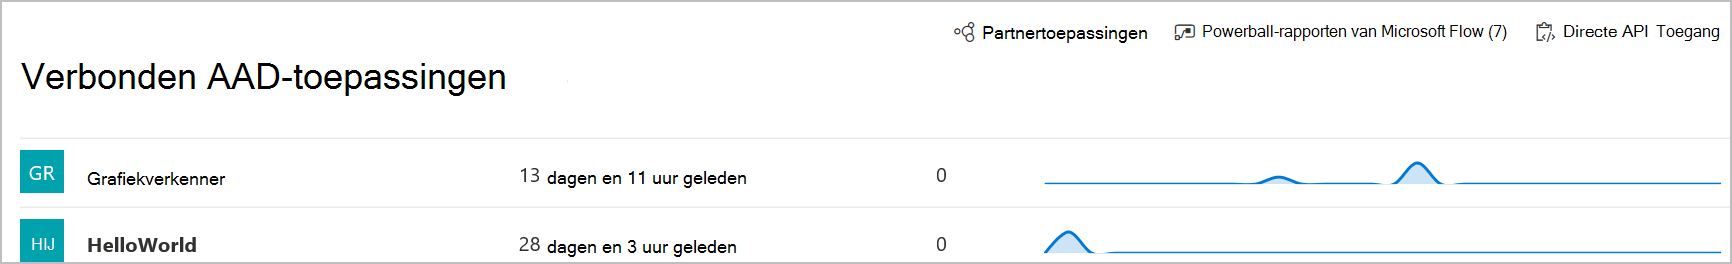 Partnertoepassingen Powerball-rapporten van Microsoft Flow (7) Directe API Toegang
Verbonden AAD-toepassingen
GR Grafiekverkenner 13 dagen en 11 uur geleden 0
HIJ HelloWorld 28 dagen en 3 uur geleden 0